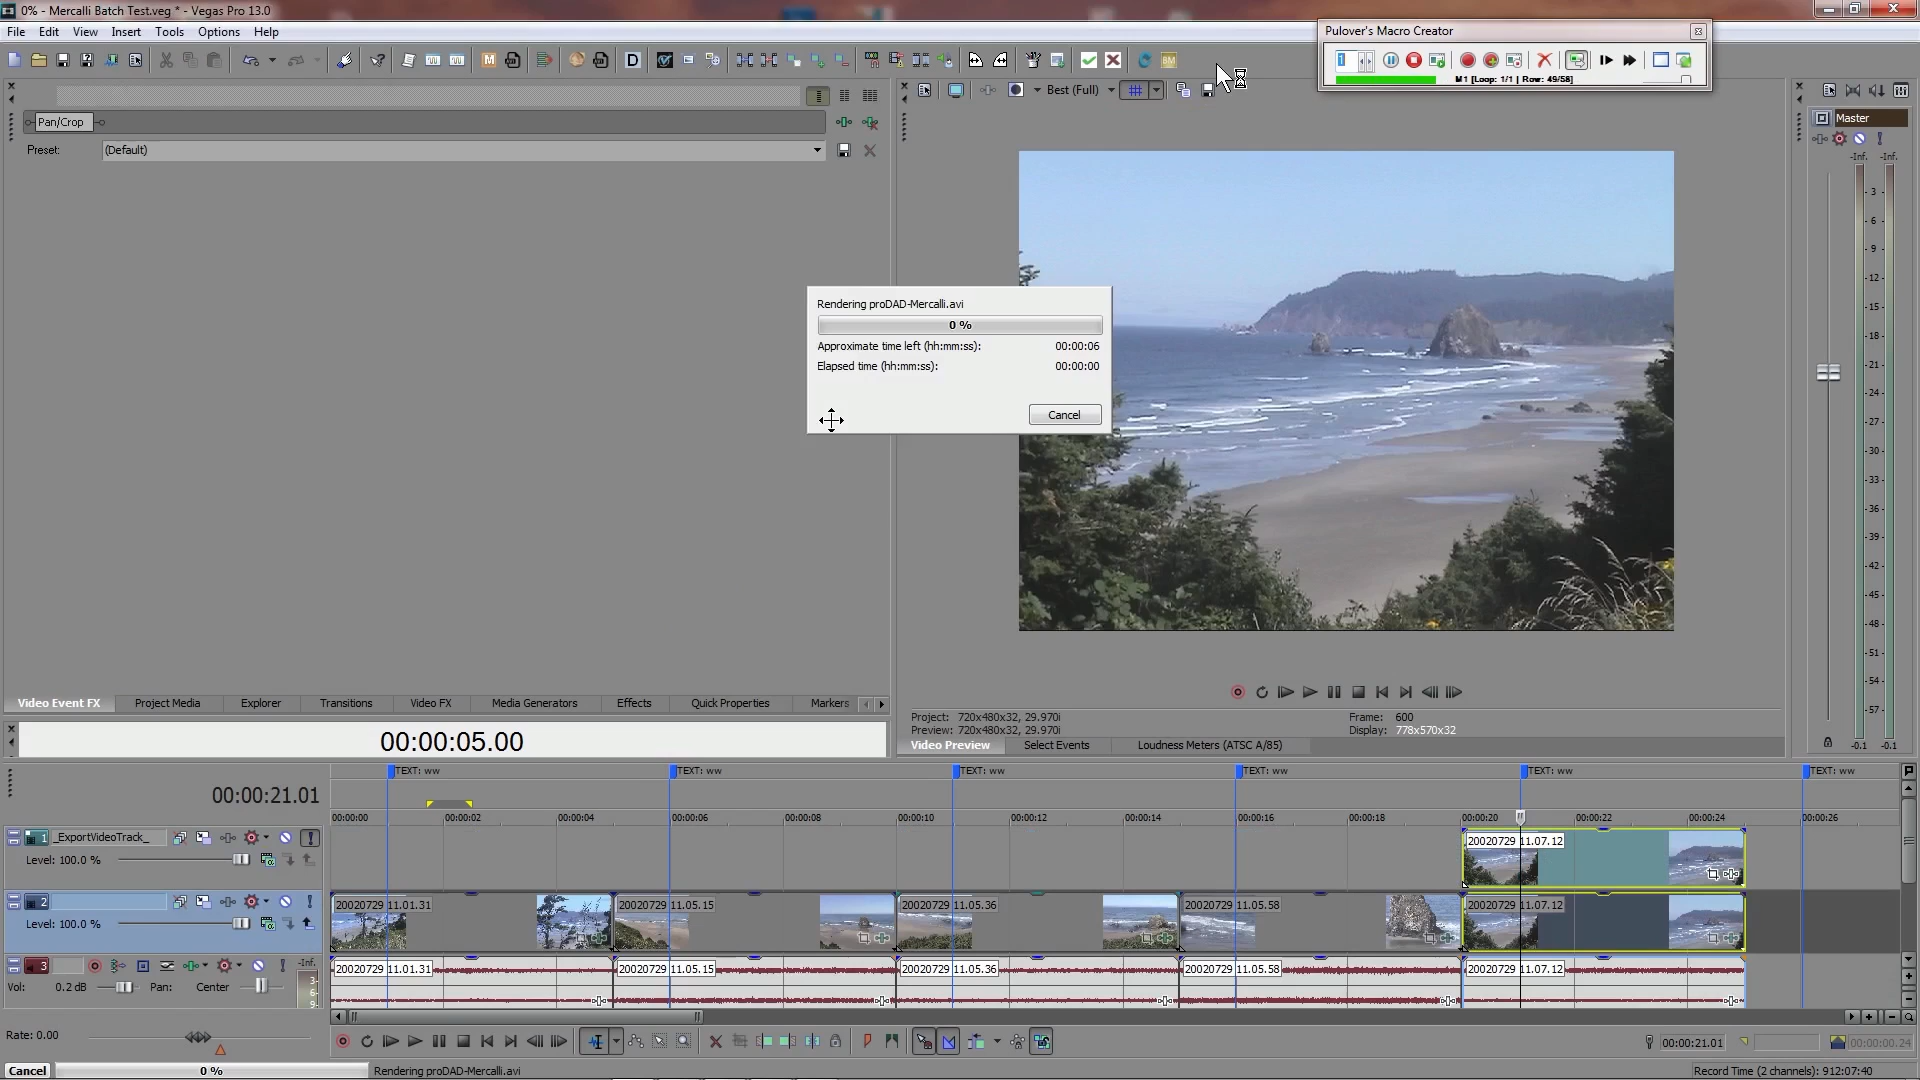 0% - Mercalli Batch Test.veg * - Vegas Pro 13.0
File Edit View Insert Tools Options Help
Pulover's Macro Creator
1
M1 [Loop: 1/1 | Row: 49/58]
Best (Full)
BM
Pan/Crop
Preset: (Default)
Master
-Inf. -Inf.
3
6
9
12
15
18
21
24
27
30
33
36
39
42
45
48
51
54
57
-0.1 -0.1
Rendering proDAD-Mercalli.avi
0 %
Approximate time left (hh:mm:ss): 00:00:06
Elapsed time (hh:mm:ss): 00:00:00
Cancel
Video Event FX Project Media Explorer Transitions Video FX Media Generators Effects Quick Properties Markers
Project: 720x480x32, 29.970i
Preview: 720x480x32, 29.970i
Frame: 600
Display: 778x570x32
Video Preview Select Events Loudness Meters (ATSC A/85)
00:00:05.00
TEXT: ww TEXT: ww TEXT: ww TEXT: ww TEXT: ww TEXT: ww
00:00:21.01
00:00:00 00:00:02 00:00:04 00:00:06 00:00:08 00:00:10 00:00:12 00:00:14 00:00:16 00:00:18 00:00:20 00:00:22 00:00:24 00:00:26
1 _ExportVideoTrack_
Level: 100.0 %
20020729 11.07.12
2
Level: 100.0 %
20020729 11.01.31 20020729 11.05.15 20020729 11.05.36 20020729 11.05.58 20020729 11.07.12
3 -Inf.
Vol: 0.2 dB Pan: Center
3
6
9
20020729 11.01.31 20020729 11.05.15 20020729 11.05.36 20020729 11.05.58 20020729 11.07.12
Rate: 0.00
00:00:21.01 00:00:00.24
Cancel 0 % Rendering proDAD-Mercalli.avi
Record Time (2 channels): 912:07:40